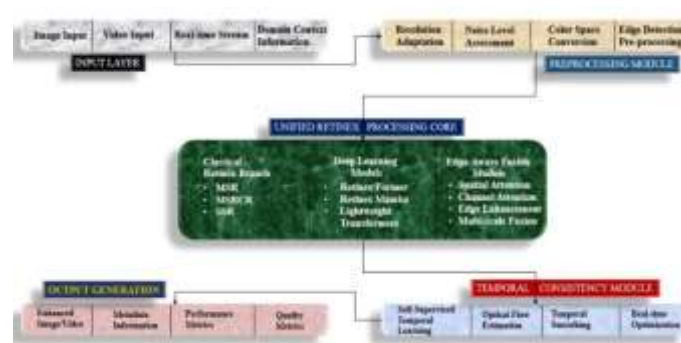 Image Input
Video Input
Real-time Stream
Domain Context
Information
INPUT LAYER
Resolution
Adaptation
Noise Level
Assessment
Color Space
Conversion
Edge Detection
Pre-processing
PREPROCESSING MODULE
UNIFIED RETINEX PROCESSING CORE
Classical
Retinex Branch
• MSR
• MSRCR
• SSR
Deep Learning
Models
• RetinexFormer
• Retinex Mamba
• Lightweight
Transformers
Edge Aware Fusion
Module
• Spatial Attention
• Channel Attention
• Edge Enhancement
• Multi-scale Fusion
OUTPUT GENERATION
Enhanced
Image/Video
Metadata
Information
Performance
Metrics
Quality
Metrics
TEMPORAL CONSISTENCY MODULE
Self-Supervised
Temporal
Learning
Optical Flow
Estimation
Temporal
Smoothing
Real-time
Optimization